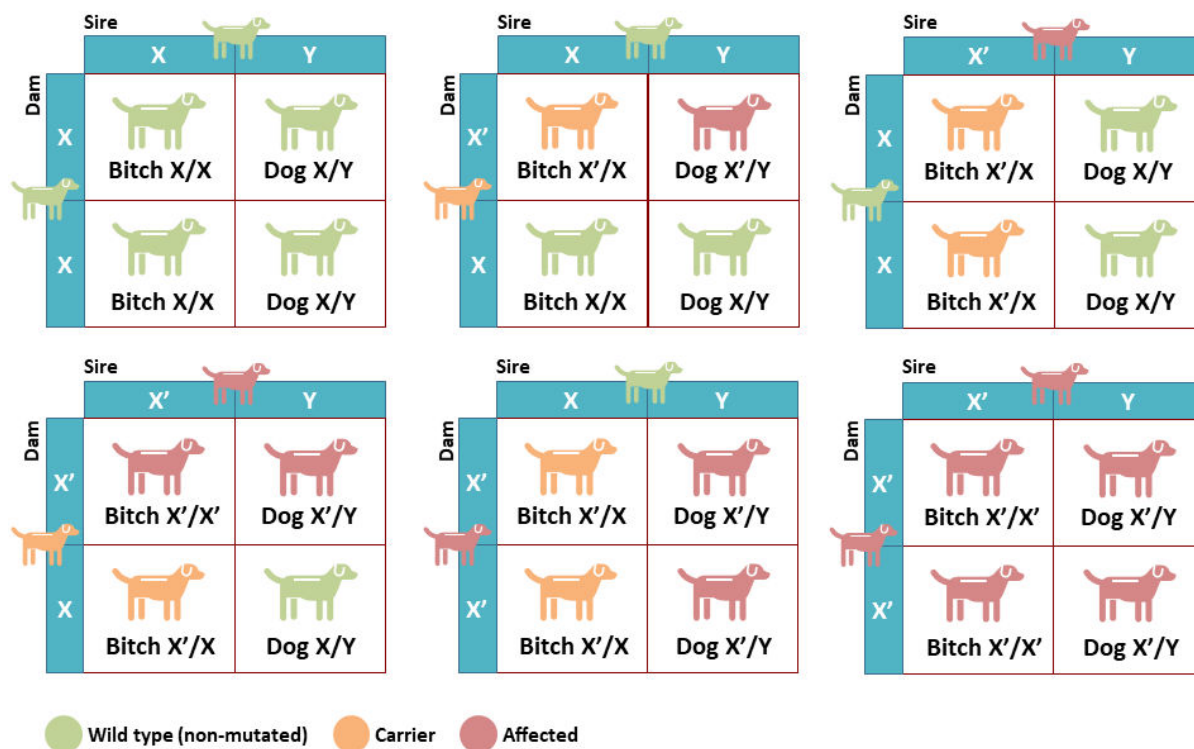 Sire
X Y
Dam
X
Bitch X/X Dog X/Y
X
Bitch X/X Dog X/Y
Sire
X Y
Dam
X’
Bitch X’/X Dog X’/Y
X
Bitch X/X Dog X/Y
Sire
X’ Y
Dam
X
Bitch X’/X Dog X/Y
X
Bitch X’/X Dog X/Y
Sire
X’ Y
Dam
X’
Bitch X’/X’ Dog X’/Y
X
Bitch X’/X Dog X/Y
Sire
X Y
Dam
X’
Bitch X’/X Dog X’/Y
X’
Bitch X’/X Dog X’/Y
Sire
X’ Y
Dam
X’
Bitch X’/X’ Dog X’/Y
X’
Bitch X’/X’ Dog X’/Y
Wild type (non-mutated) Carrier Affected